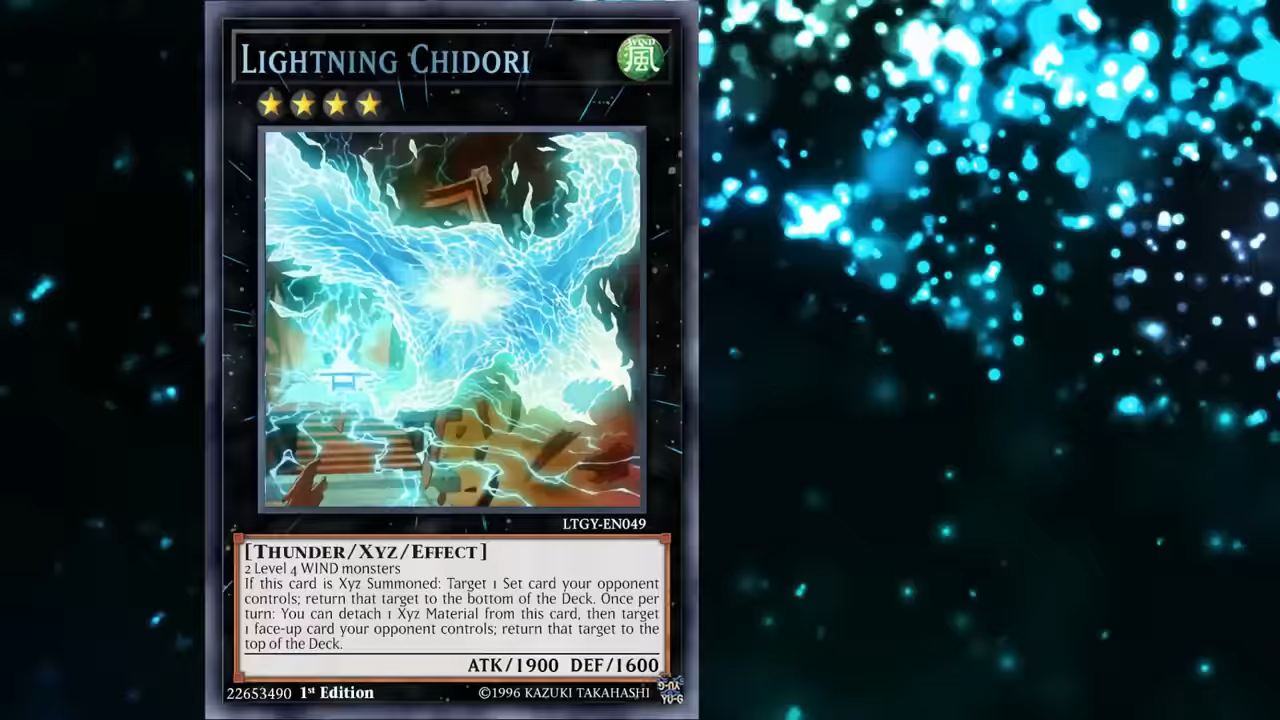 LIGHTNING CHIDORI
WIND
風
LTGY-EN049
[THUNDER/XYZ/EFFECT]
2 Level 4 WIND monsters
If this card is Xyz Summoned: Target 1 Set card your opponent
controls; return that target to the bottom of the Deck. Once per
turn: You can detach 1 Xyz Material from this card, then target
1 face-up card your opponent controls; return that target to the
top of the Deck.
ATK/1900 DEF/1600
22653490 1st Edition
©1996 KAZUKI TAKAHASHI